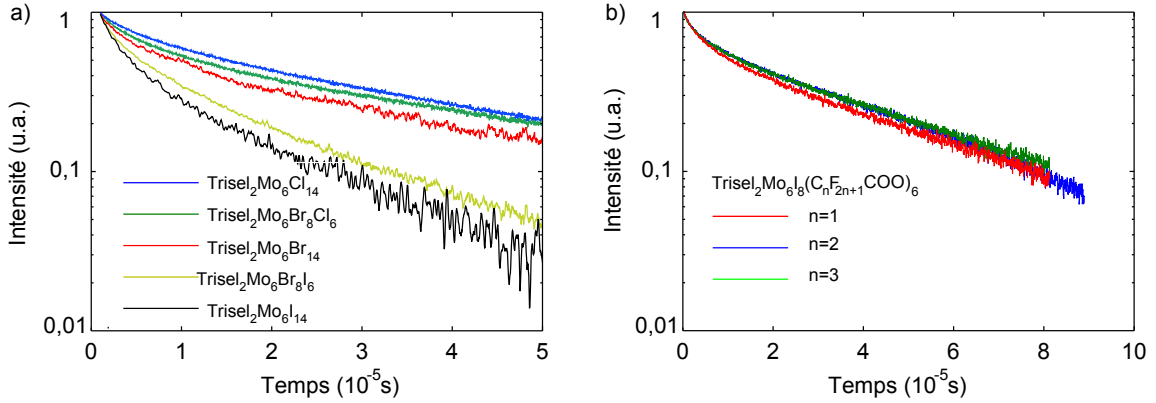 a)
Intensité (u.a.)
1
0.1
0,01
Trisel2Mo6Cl14
Trisel2Mo6Br8Cl6
Trisel2Mo6Br14
Trisel2Mo6Br8I6
Trisel2Mo6I14
0 1 2 3 4 5
Temps (10-5s)
b)
Intensité (u.a.)
1
0.1
0,01
Trisel2Mo6I8(CnF2n+1COO)6
n=1
n=2
n=3
0 2 4 6 8 10
Temps (10-5s)